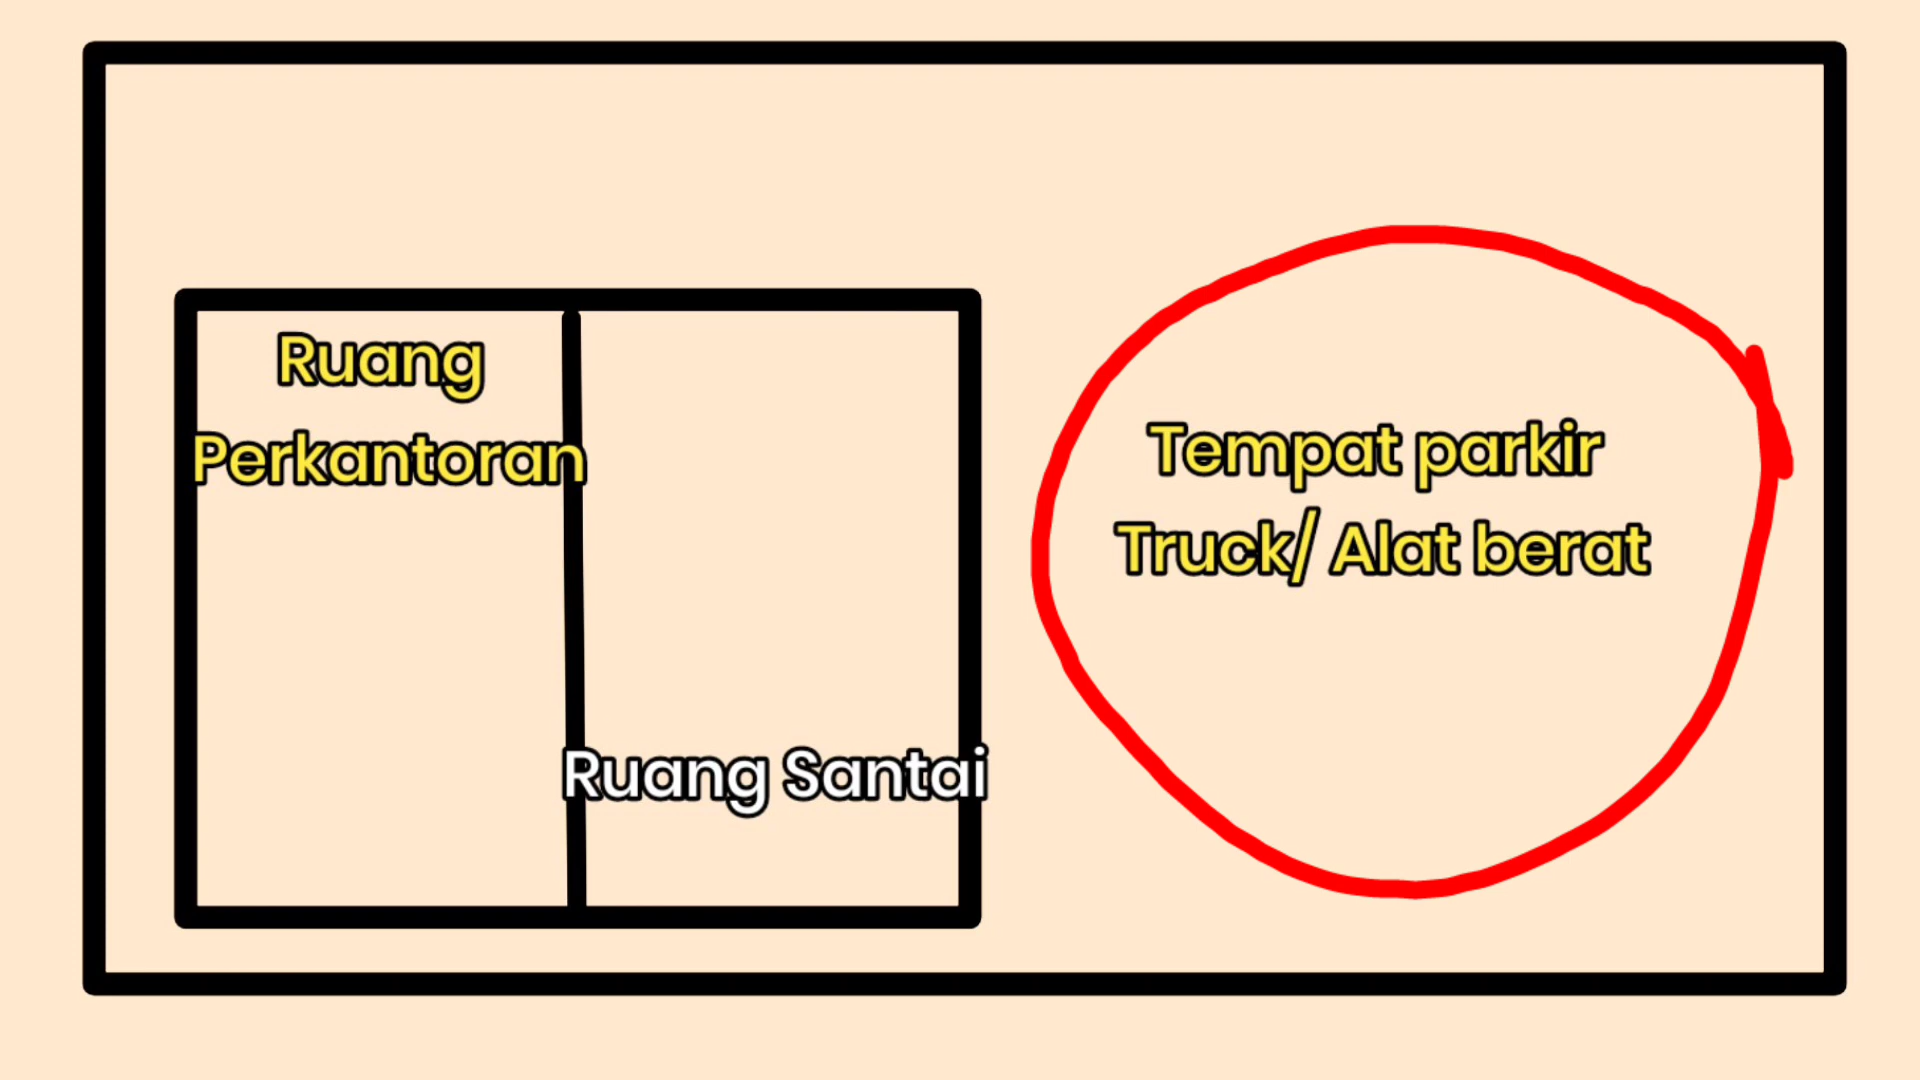 Ruang
Perkantoran
Ruang Santai
Tempat parkir
Truck/ Alat berat